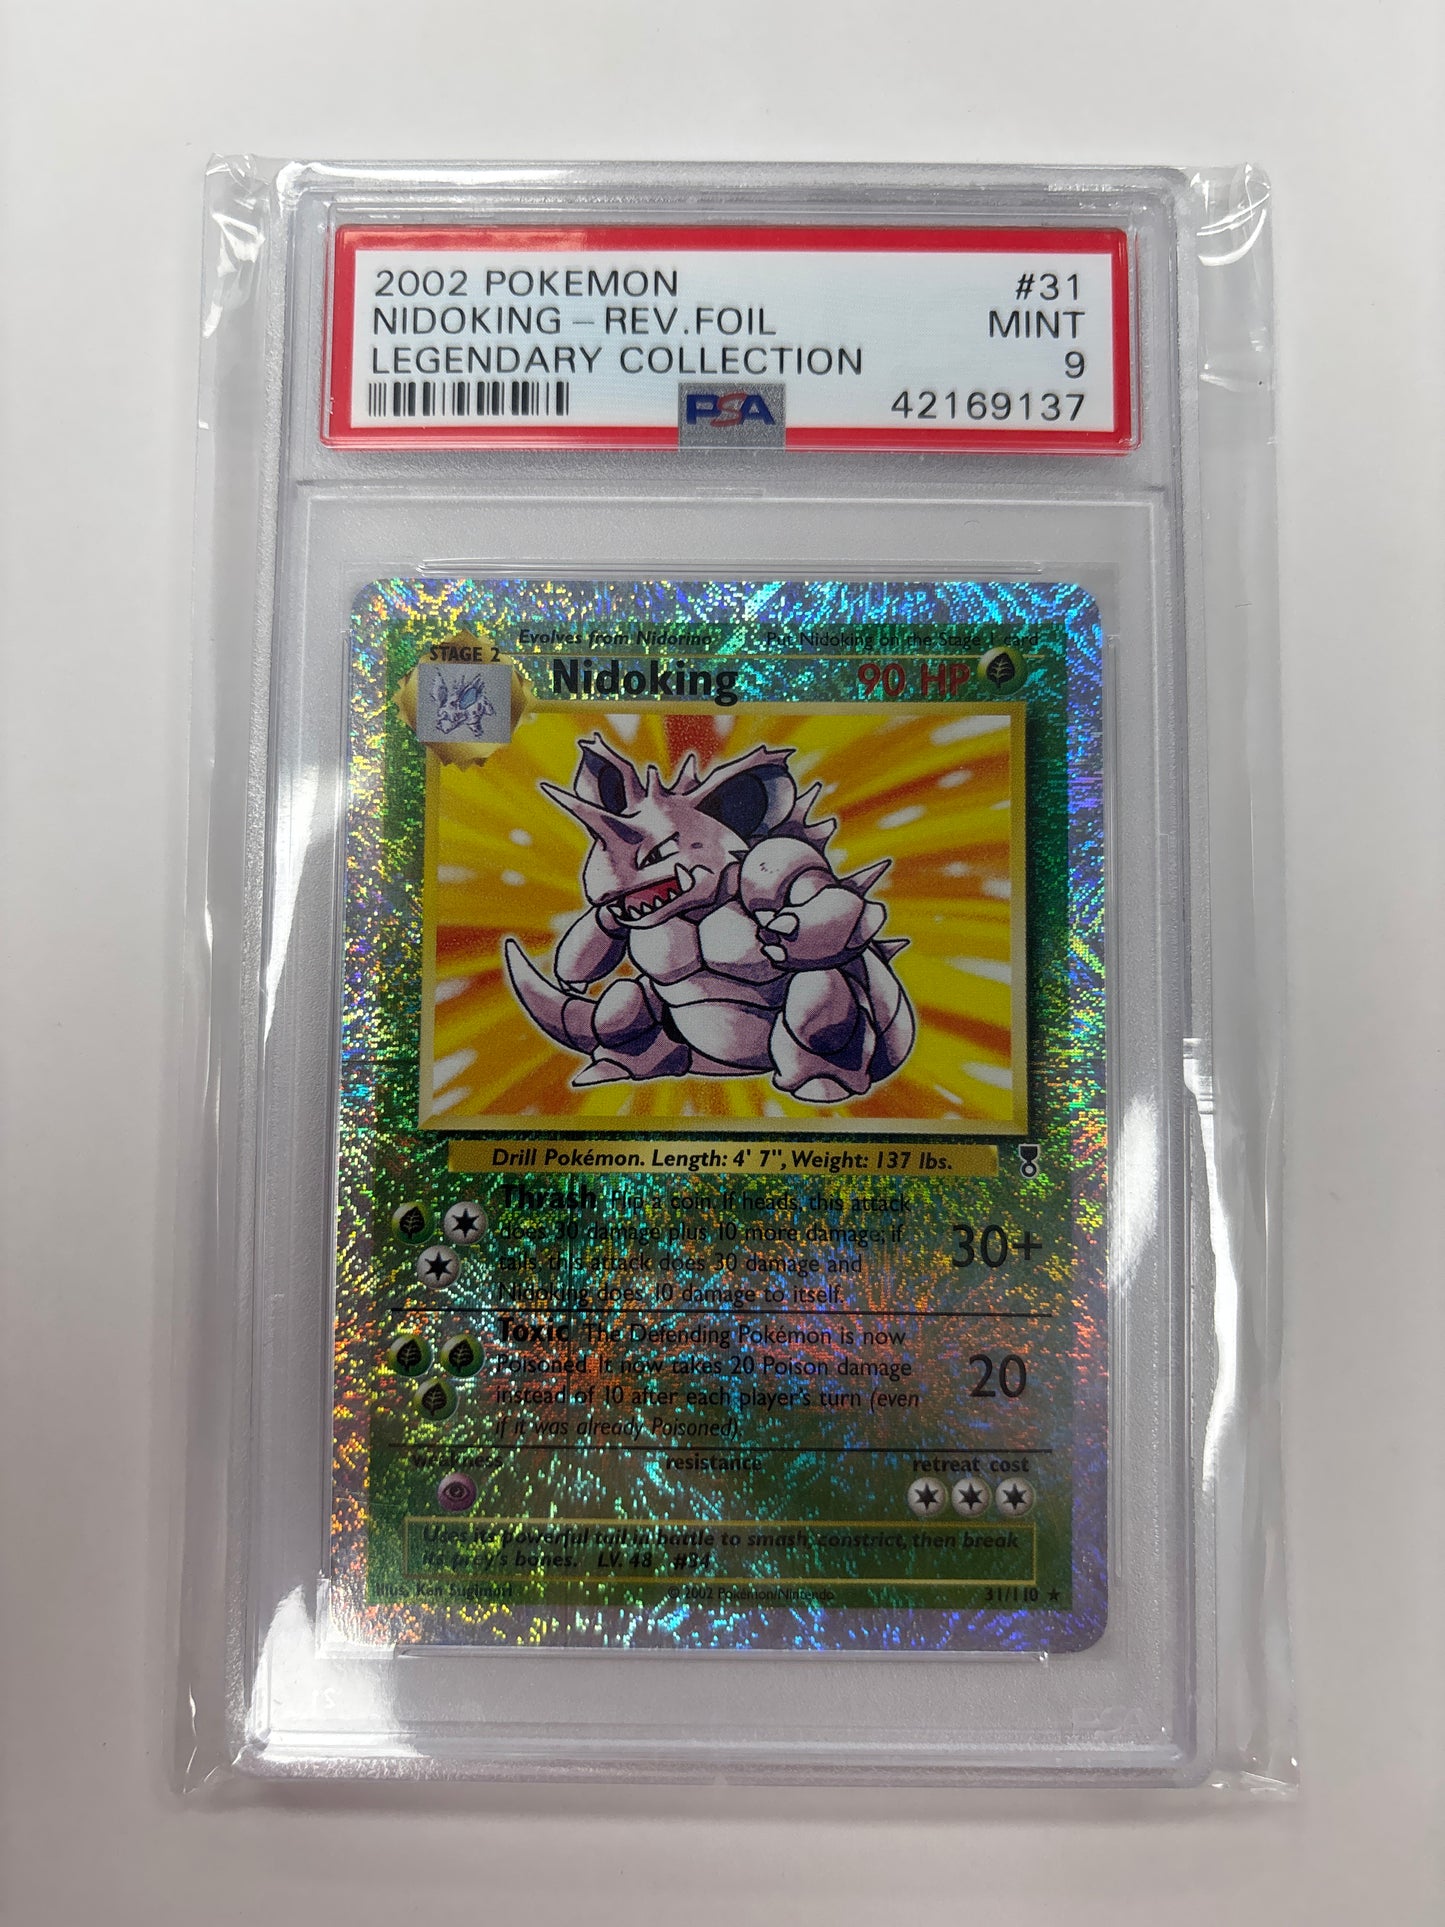 2002 POKEMON #31
NIDOKING - REV.FOIL MINT
LEGENDARY COLLECTION 9
PSA 42169137
Evolves from Nidorino Put Nidoking on the Stage 1 card
STAGE 2
Nidoking 90 HP
Drill Pokémon. Length: 4' 7", Weight: 137 lbs.
Thrash Flip a coin. If heads, this attack
does 30 damage plus 10 more damage; if
tails, this attack does 30 damage and
Nidoking does 10 damage to itself.
30+
Toxic The Defending Pokémon is now
Poisoned. It now takes 20 Poison damage
instead of 10 after each player's turn (even
if it was already Poisoned).
20
weakness resistance retreat cost
Uses its powerful tail in battle to smash, constrict, then break
its prey's bones. LV. 48 #34
Illus. Ken Sugimori © 2002 Pokémon/Nintendo 31/110 ★
PSA